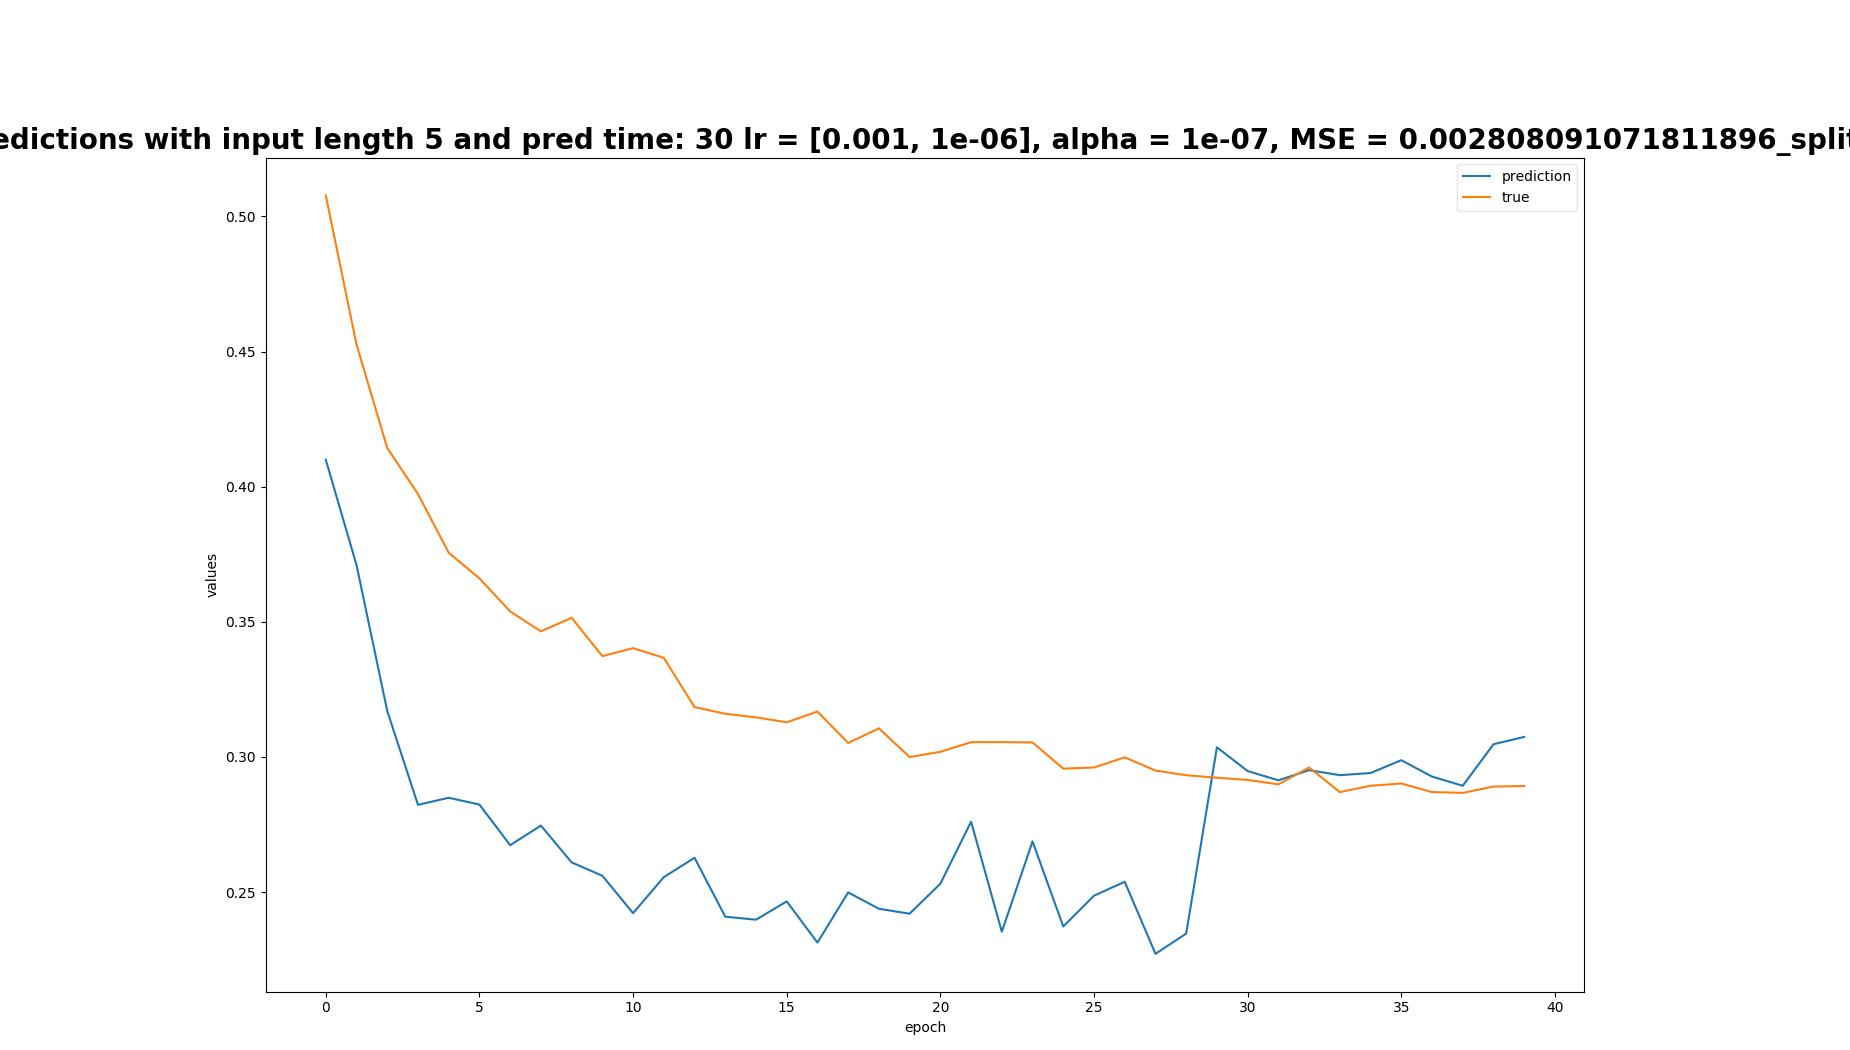 edictions with input length 5 and pred time: 30 lr = [0.001, 1e-06], alpha = 1e-07, MSE = 0.002808091071811896_split
prediction
true
0.50
0.45
0.40
0.35
0.30
0.25
values
0 5 10 15 20 25 30 35 40
epoch